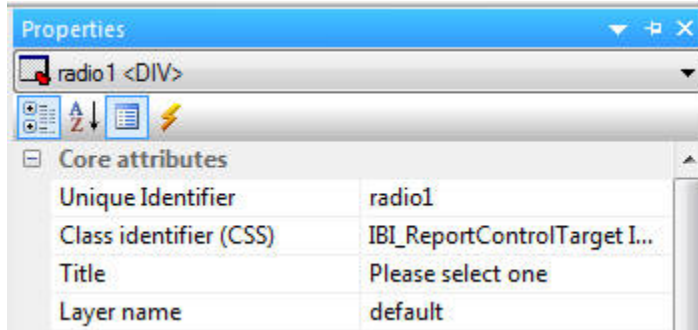 Properties
radio1 <DIV>
Core attributes
Unique Identifier radio1
Class identifier (CSS) IBI_ReportControlTarget I...
Title Please select one
Layer name default